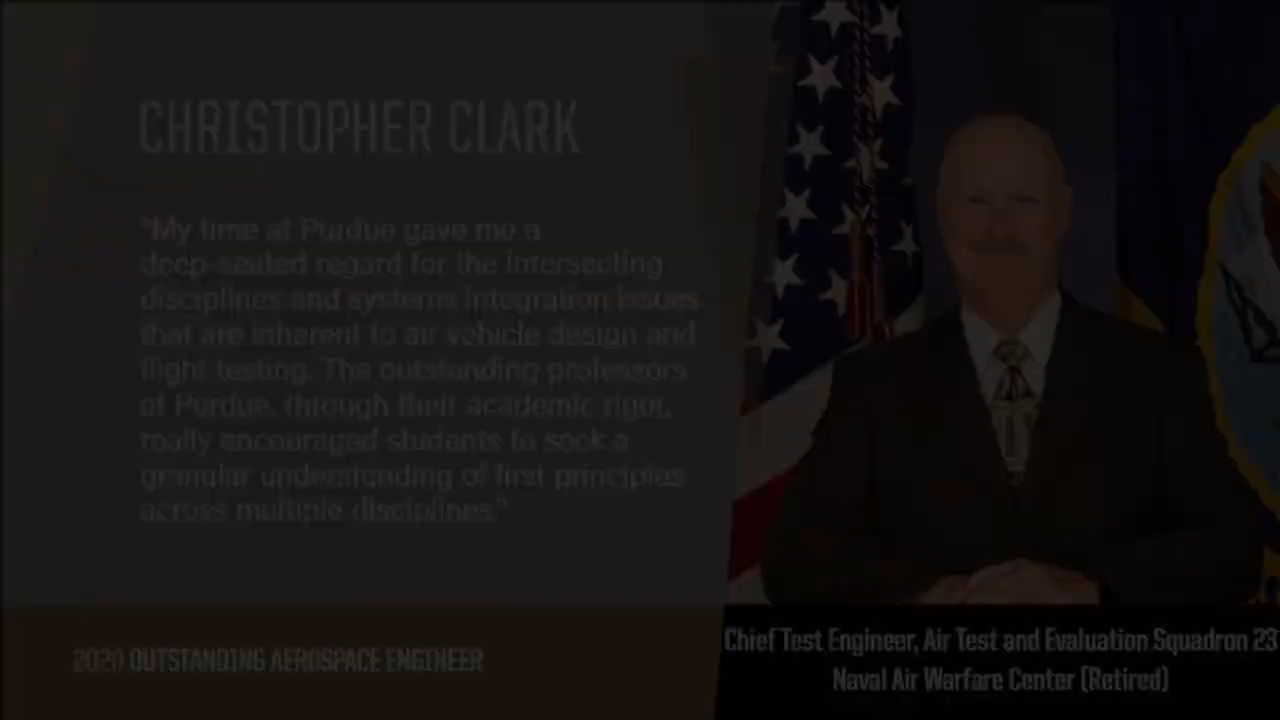 CHRISTOPHER CLARK
"My time at Purdue gave me a
deep-seated regard for the intersecting
disciplines and systems integration issues
that are inherent to air vehicle design and
flight testing. The outstanding professors
of Purdue, through their academic rigor,
really encouraged students to seek a
granular understanding of first principles
across multiple disciplines."
2020 OUTSTANDING AEROSPACE ENGINEER
Chief Test Engineer, Air Test and Evaluation Squadron 23
Naval Air Warfare Center (Retired)